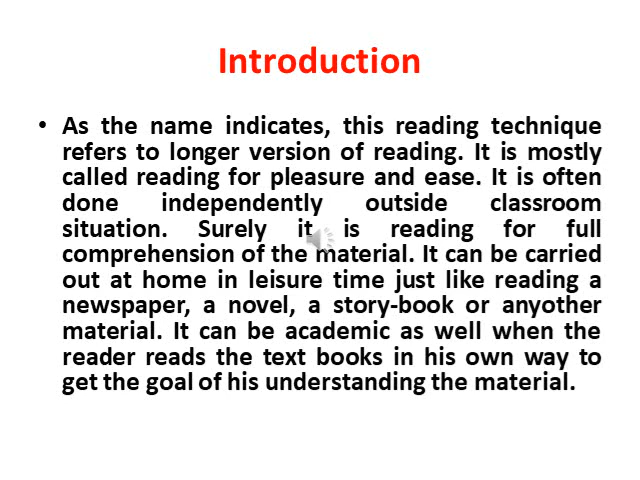 Introduction
• As the name indicates, this reading technique
refers to longer version of reading. It is mostly
called reading for pleasure and ease. It is often
done independently outside classroom
situation. Surely it is reading for full
comprehension of the material. It can be carried
out at home in leisure time just like reading a
newspaper, a novel, a story-book or anyother
material. It can be academic as well when the
reader reads the text books in his own way to
get the goal of his understanding the material.